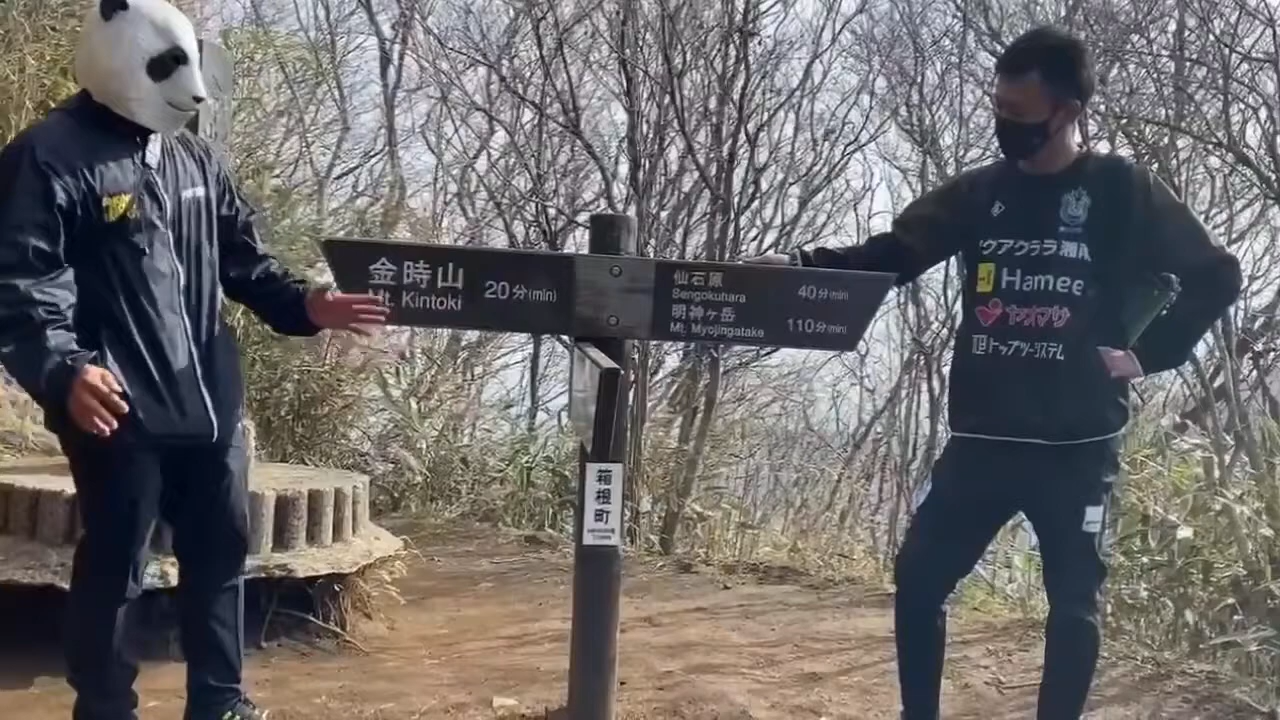 金時山
Mt. Kintoki
20分(min)
仙石原
Sengokuhara
40分(min)
明神ヶ岳
Mt. Myojingatake
110分(min)
箱根町
クアクララ湘南
Hamee
ヤオマサ
トップツーシステム